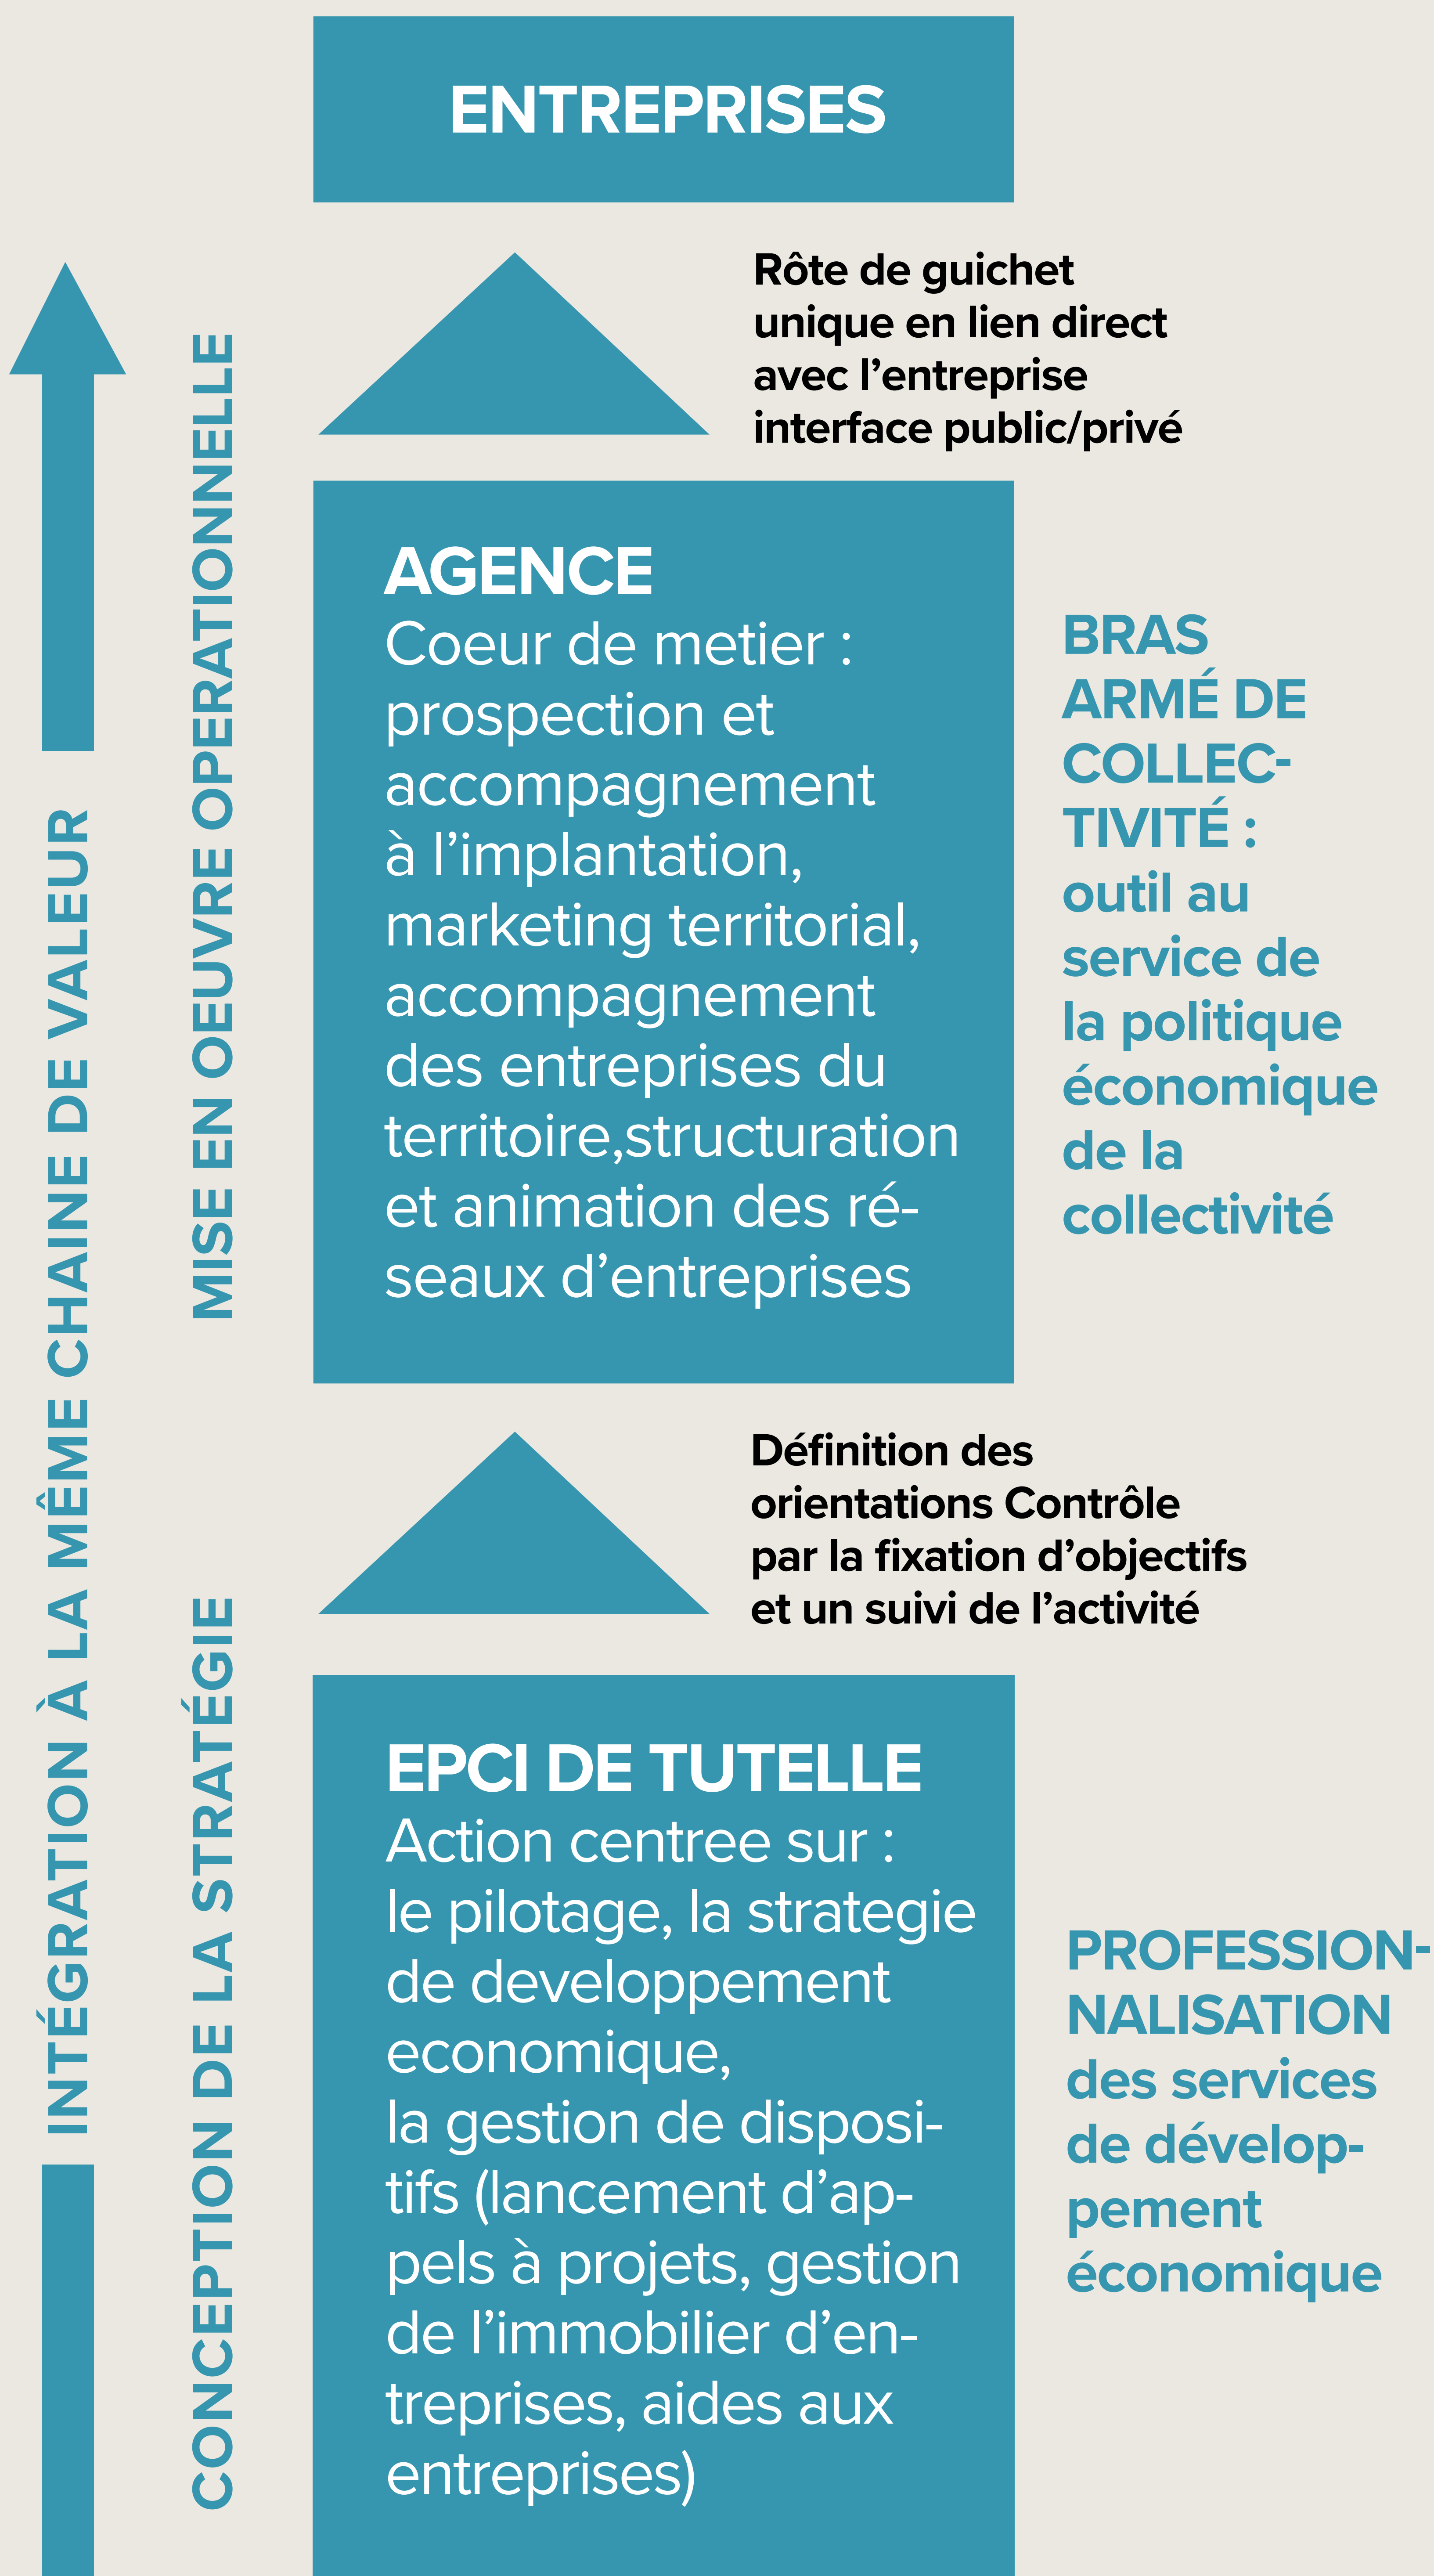 ENTREPRISES
Rôte de guichet
unique en lien direct
avec l’entreprise
interface public/privé
INTÉGRATION À LA MÊME CHAINE DE VALEUR
MISE EN OEUVRE OPERATIONNELLE
AGENCE
Coeur de metier :
prospection et
accompagnement
à l’implantation,
marketing territorial,
accompagnement
des entreprises du
territoire,structuration
et animation des ré-
seaux d’entreprises
BRAS
ARMÉ DE
COLLEC-
TIVITÉ :
outil au
service de
la politique
économique
de la
collectivité
Définition des
orientations Contrôle
par la fixation d’objectifs
et un suivi de l’activité
CONCEPTION DE LA STRATÉGIE
EPCI DE TUTELLE
Action centree sur :
le pilotage, la strategie
de developpement
economique,
la gestion de disposi-
tifs (lancement d’ap-
pels à projets, gestion
de l’immobilier d’en-
treprises, aides aux
entreprises)
PROFESSION-
NALISATION
des services
de dévelop-
pement
économique